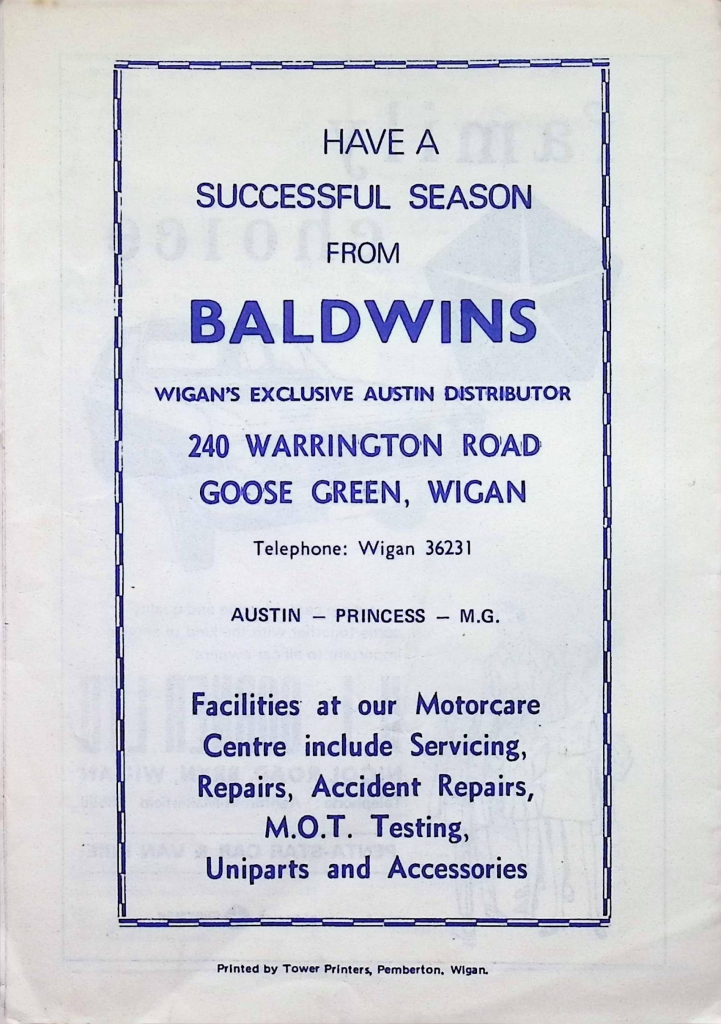 HAVE A
SUCCESSFUL SEASON
FROM
BALDWINS
WIGAN'S EXCLUSIVE AUSTIN DISTRIBUTOR
240 WARRINGTON ROAD
GOOSE GREEN, WIGAN
Telephone: Wigan 36231
AUSTIN – PRINCESS – M.G.
Facilities at our Motorcare
Centre include Servicing,
Repairs, Accident Repairs,
M.O.T. Testing,
Uniparts and Accessories
Printed by Tower Printers, Pemberton, Wigan.